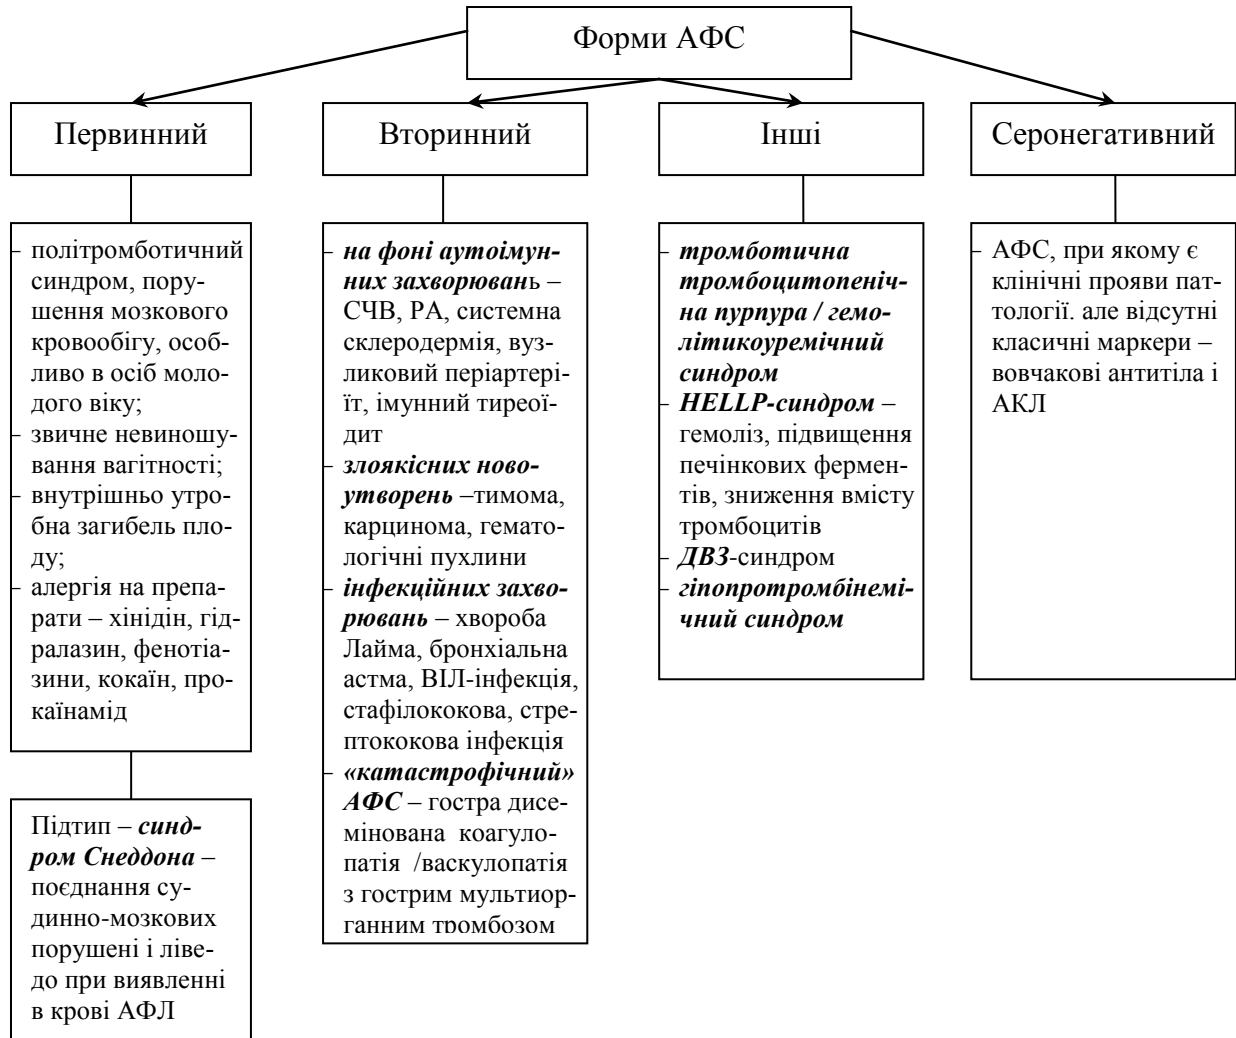 Форми АФС
Первинний
Вторинний
Інші
Серонегативний
– політромботичний
синдром, пору-
шення мозкового
кровообігу, особ-
ливо в осіб моло-
дого віку;
– звичне невиношу-
вання вагітності;
– внутрішньо утро-
бна загибель пло-
ду;
– алергія на препа-
рати – хінідін, гід-
ралазин, фенотіа-
зини, кокаїн, про-
каїнамід
Підтип – синд-
ром Снеддона –
поєднання су-
динно-мозкових
порушені і ліве-
до при виявленні
в крові АФЛ
– на фоні аутоімун-
них захворювань –
СЧВ, РА, системна
склеродермія, вуз-
ликовий періартері-
їт, імунний тиреої-
дит
– злоякісних ново-
утворень –тимома,
карцинома, гемато-
логічні пухлини
– інфекційних захво-
рювань – хвороба
Лайма, бронхіальна
астма, ВІЛ-інфекція,
стафілококова, стре-
птококова інфекція
– «катастрофічний»
АФС – гостра дисе-
мінована коагуло-
патія /васкулопатія
з гострим мультиор-
ганним тромбозом
– тромботична
тромбоцитопеніч-
на пурпура / гемо-
літикоуремічний
синдром
– HELLP-синдром –
гемоліз, підвищення
печінкових фермен-
тів, зниження вмісту
тромбоцитів
– ДВЗ-синдром
– гіпопротромбінемі-
чний синдром
– АФС, при якому є
клінічні прояви пат-
тології. але відсутні
класичні маркери –
вовчакові антитіла і
АКЛ